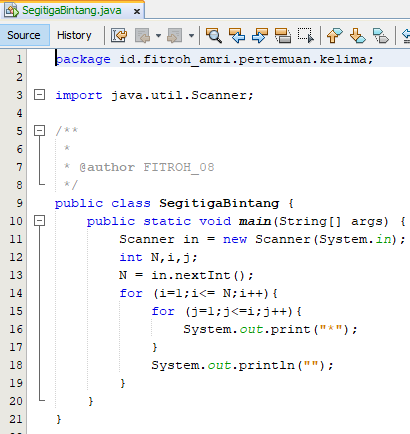 SegitigaBintang.java
Source History
1 package id.fitroh_amri.pertemuan.kelima;
2
3 import java.util.Scanner;
4
5 /**
6  *
7  * @author FITROH_08
8  */
9 public class SegitigaBintang {
10     public static void main(String[] args) {
11         Scanner in = new Scanner(System.in);
12         int N,i,j;
13         N = in.nextInt();
14         for (i=1;i<= N;i++){
15             for (j=1;j<=i;j++){
16                 System.out.print("*");
17             }
18             System.out.println("");
19         }
20     }
21 }